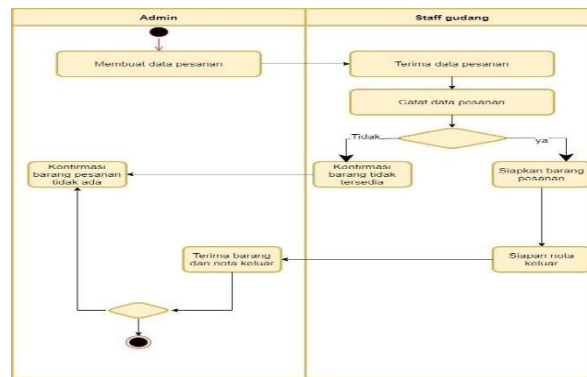 Admin
Staff gudang
Membuat data pesanan
Terima data pesanan
Catat data pesanan
Tidak
ya
Konfirmasi
barang pesanan
tidak ada
Konfirmasi
barang tidak
tersedia
Siapkan barang
pesanan
Terima barang
dan nota keluar
Siapan nota
keluar